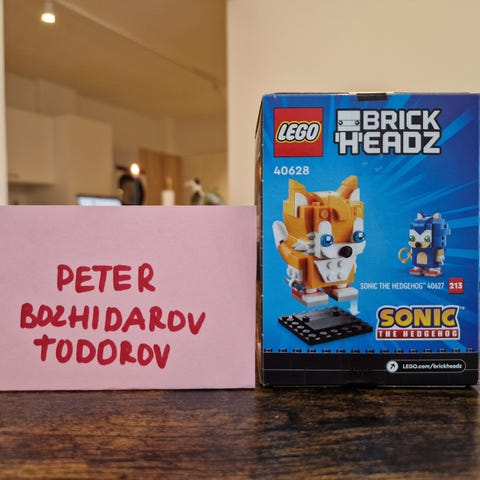 PETER
BOZHIDAROV
TODOROV
LEGO
BRICK
HEADZ
40628
SONIC THE HEDGEHOG™ 40627 213
SONIC
THE HEDGEHOG
LEGO.com/brickheadz